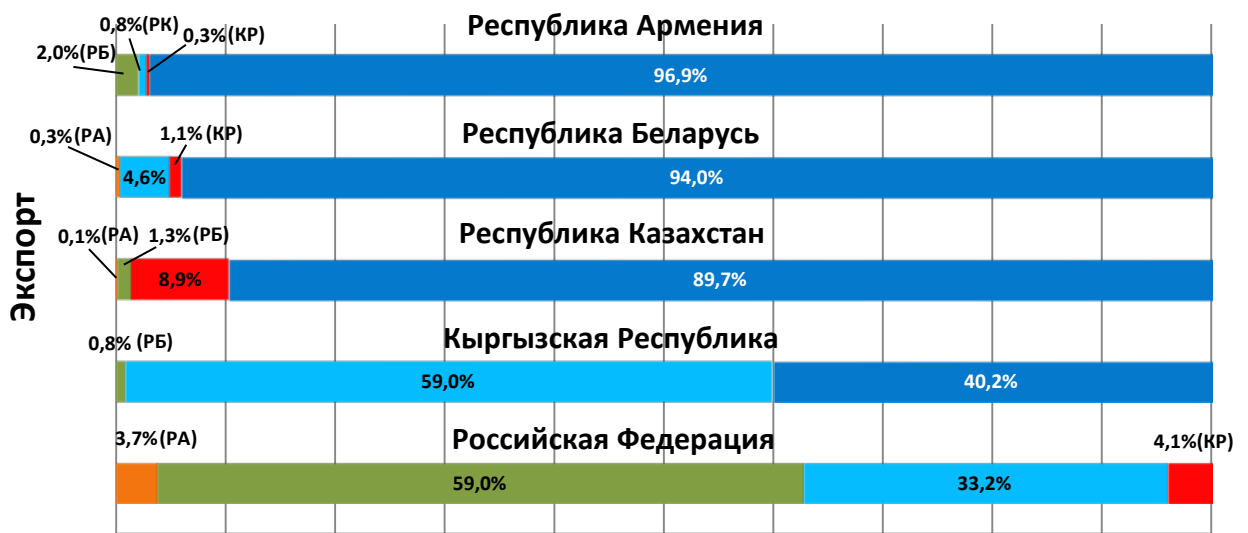 Экспорт
Республика Армения
0,8%(РК)
0,3%(КР)
2,0%(РБ)
96,9%
Республика Беларусь
0,3%(РА)
1,1%(КР)
4,6%
94,0%
Республика Казахстан
0,1%(РА)
1,3%(РБ)
8,9%
89,7%
Кыргызская Республика
0,8% (РБ)
59,0%
40,2%
Российская Федерация
3,7%(РА)
4,1%(КР)
59,0%
33,2%